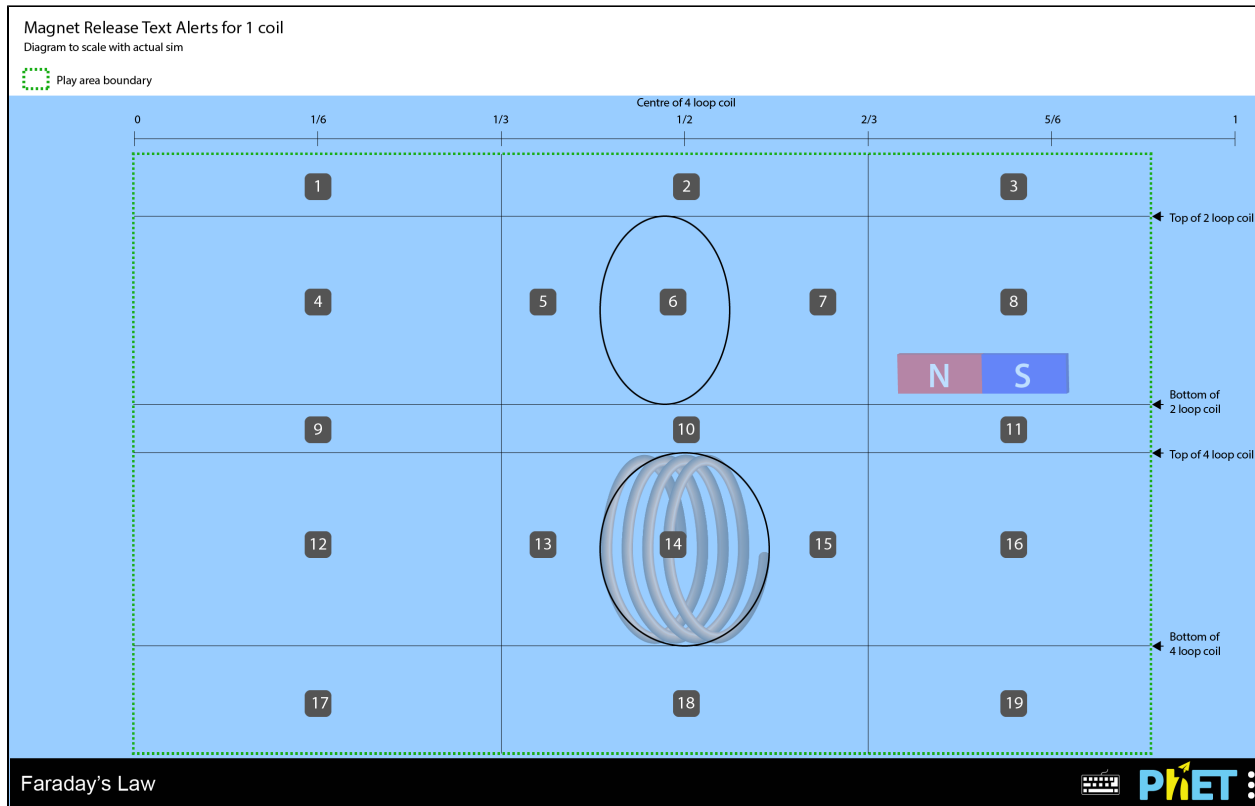 Magnet Release Text Alerts for 1 coil
Diagram to scale with actual sim
Play area boundary
Centre of 4 loop coil
0 1/6 1/3 1/2 2/3 5/6 1
1 2 3
Top of 2 loop coil
4 5 6 7 8
N S
Bottom of
2 loop coil
9 10 11
Top of 4 loop coil
12 13 14 15 16
Bottom of
4 loop coil
17 18 19
Faraday's Law
PhET